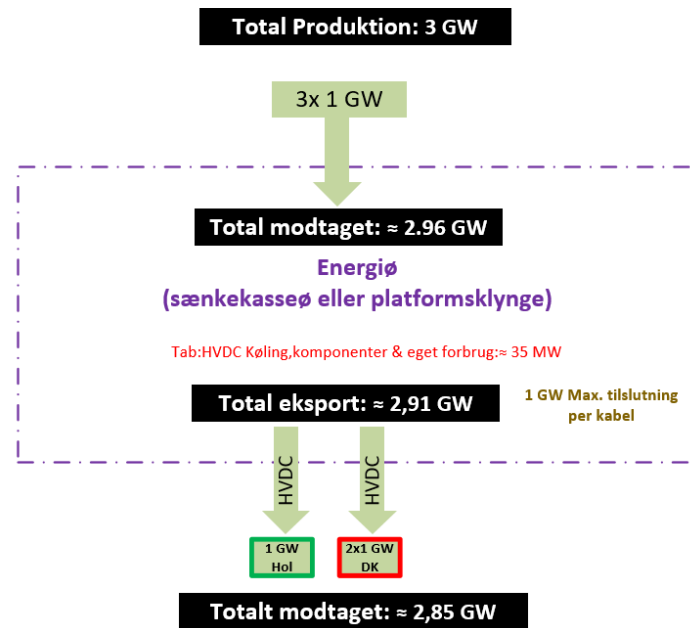 Total Produktion: 3 GW
3x 1 GW
Total modtaget: ≈ 2.96 GW
Energiø
(sænkekasseø eller platformsklynge)
Tab:HVDC Køling,komponenter & eget forbrug:≈ 35 MW
Total eksport: ≈ 2,91 GW
1 GW Max. tilslutning
per kabel
HVDC
HVDC
1 GW
Hol
2x1 GW
DK
Totalt modtaget: ≈ 2,85 GW